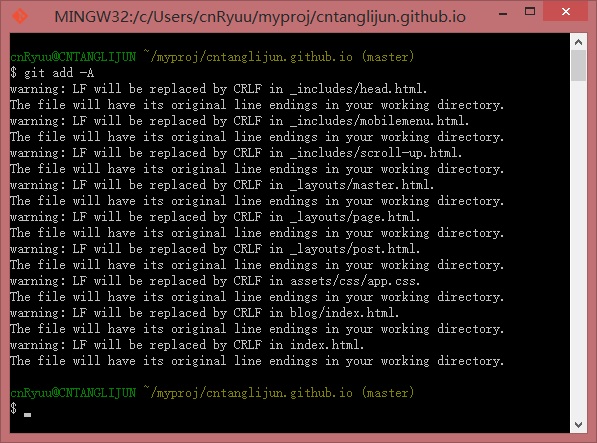 MINGW32:/c/Users/cnRyuu/myproj/cntanglijun.github.io
cnRyuu@CNTANGLIJUN ~/myproj/cntanglijun.github.io (master)
$ git add -A
warning: LF will be replaced by CRLF in _includes/head.html.
The file will have its original line endings in your working directory.
warning: LF will be replaced by CRLF in _includes/mobilemenu.html.
The file will have its original line endings in your working directory.
warning: LF will be replaced by CRLF in _includes/scroll-up.html.
The file will have its original line endings in your working directory.
warning: LF will be replaced by CRLF in _layouts/master.html.
The file will have its original line endings in your working directory.
warning: LF will be replaced by CRLF in _layouts/page.html.
The file will have its original line endings in your working directory.
warning: LF will be replaced by CRLF in _layouts/post.html.
The file will have its original line endings in your working directory.
warning: LF will be replaced by CRLF in assets/css/app.css.
The file will have its original line endings in your working directory.
warning: LF will be replaced by CRLF in blog/index.html.
The file will have its original line endings in your working directory.
warning: LF will be replaced by CRLF in index.html.
The file will have its original line endings in your working directory.
cnRyuu@CNTANGLIJUN ~/myproj/cntanglijun.github.io (master)
$